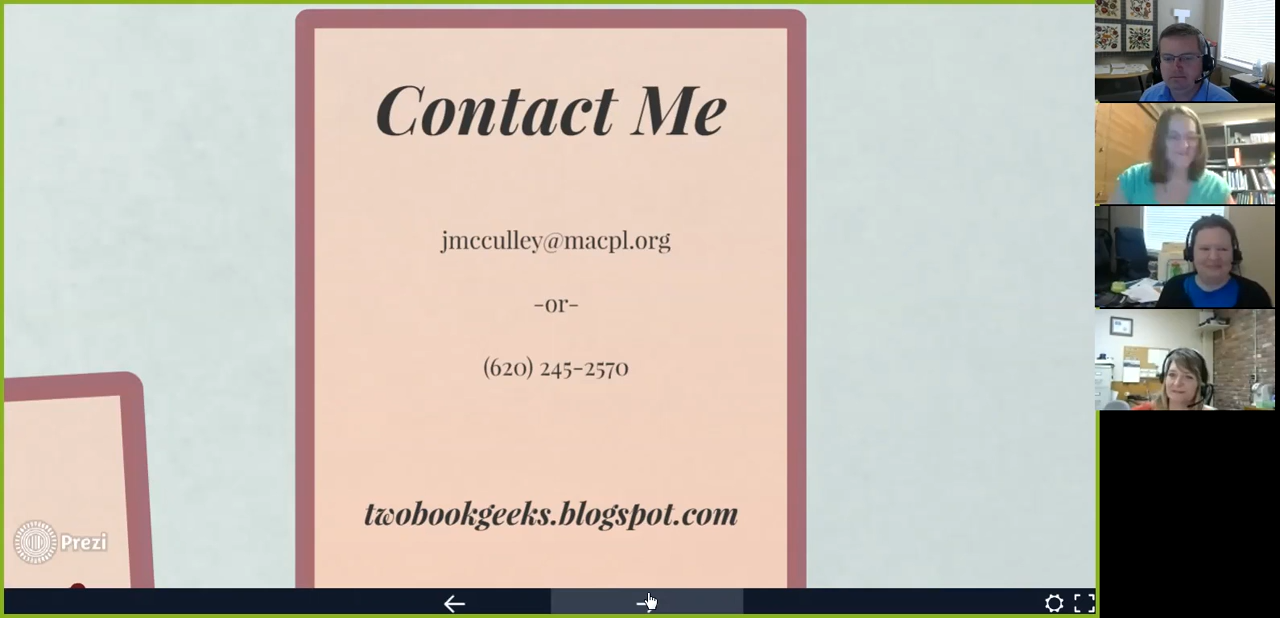 Contact Me
jmcculley@macpl.org
-or-
(620) 245-2570
twobookgeeks.blogspot.com
Prezi